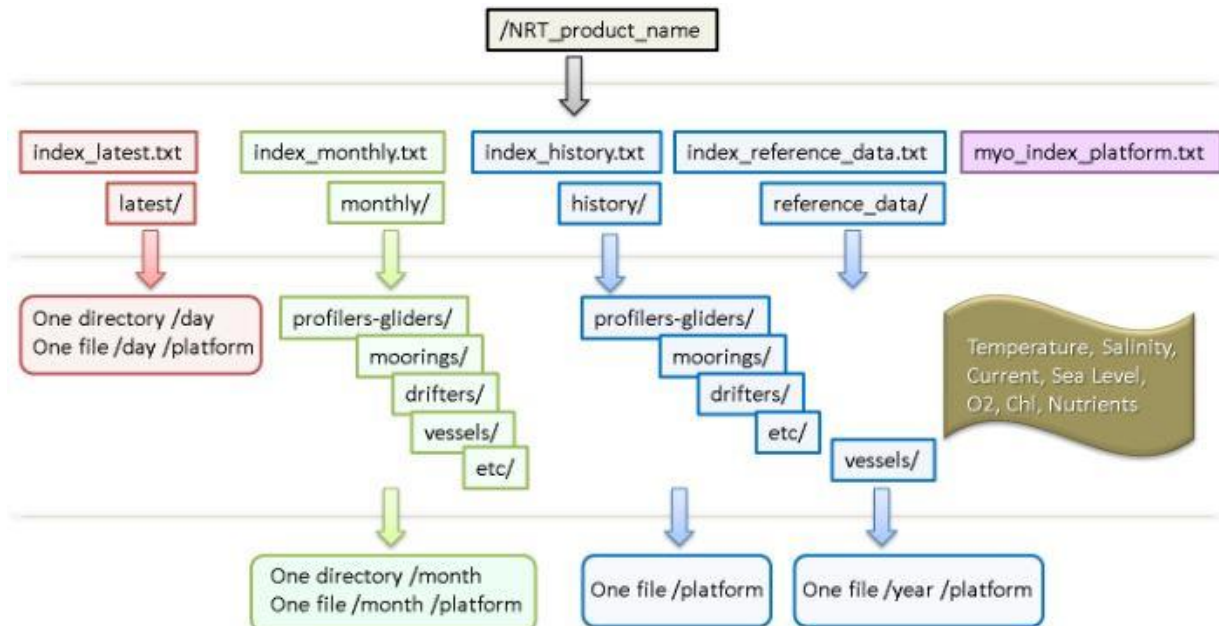 /NRT_product_name
index_latest.txt
index_monthly.txt
index_history.txt
index_reference_data.txt
myo_index_platform.txt
latest/
monthly/
history/
reference_data/
One directory /day
One file /day /platform
profilers-gliders/
moorings/
drifters/
vessels/
etc/
profilers-gliders/
moorings/
drifters/
etc/
vessels/
Temperature, Salinity,
Current, Sea Level,
O2, Chl, Nutrients
One directory /month
One file /month /platform
One file /platform
One file /year /platform